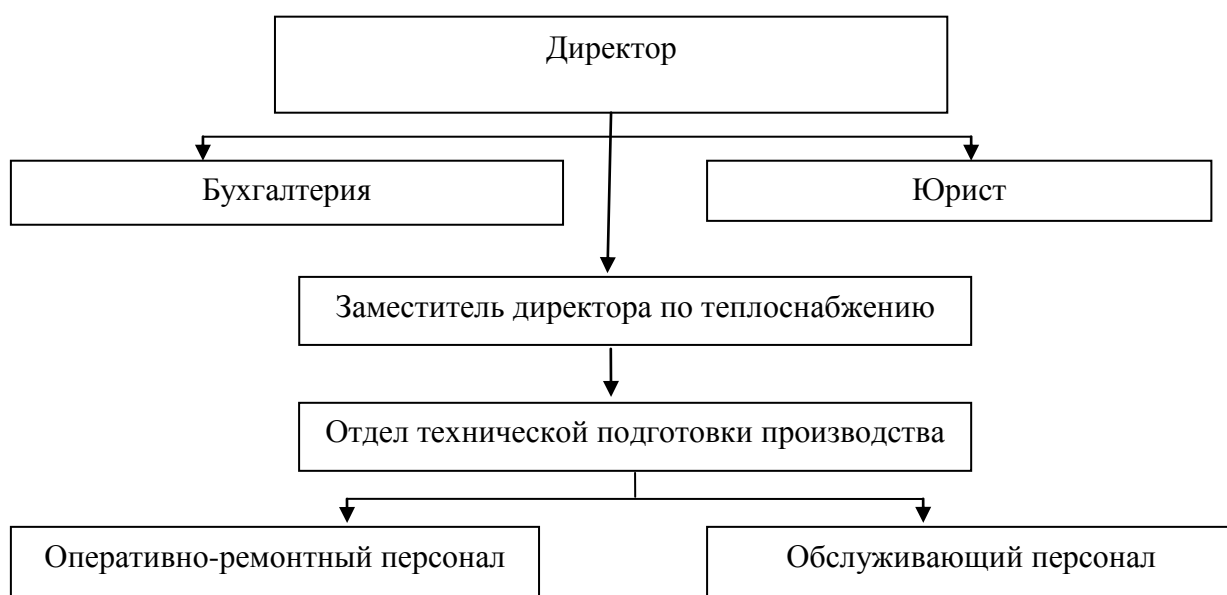 Директор
Бухгалтерия
Юрист
Заместитель директора по теплоснабжению
Отдел технической подготовки производства
Оперативно-ремонтный персонал
Обслуживающий персонал